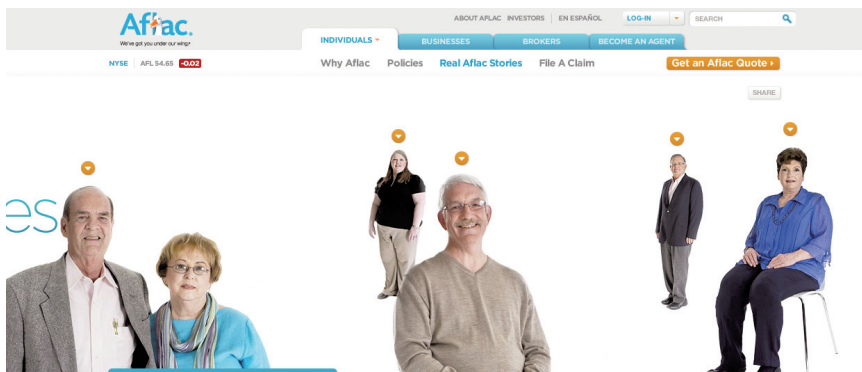 Aflac.
We've got you under our wing.
ABOUT AFLAC INVESTORS EN ESPAÑOL LOG-IN SEARCH
INDIVIDUALS BUSINESSES BROKERS BECOME AN AGENT
NYSE AFL 54.65 -0.02
Why Aflac Policies Real Aflac Stories File A Claim Get an Aflac Quote
SHARE
es